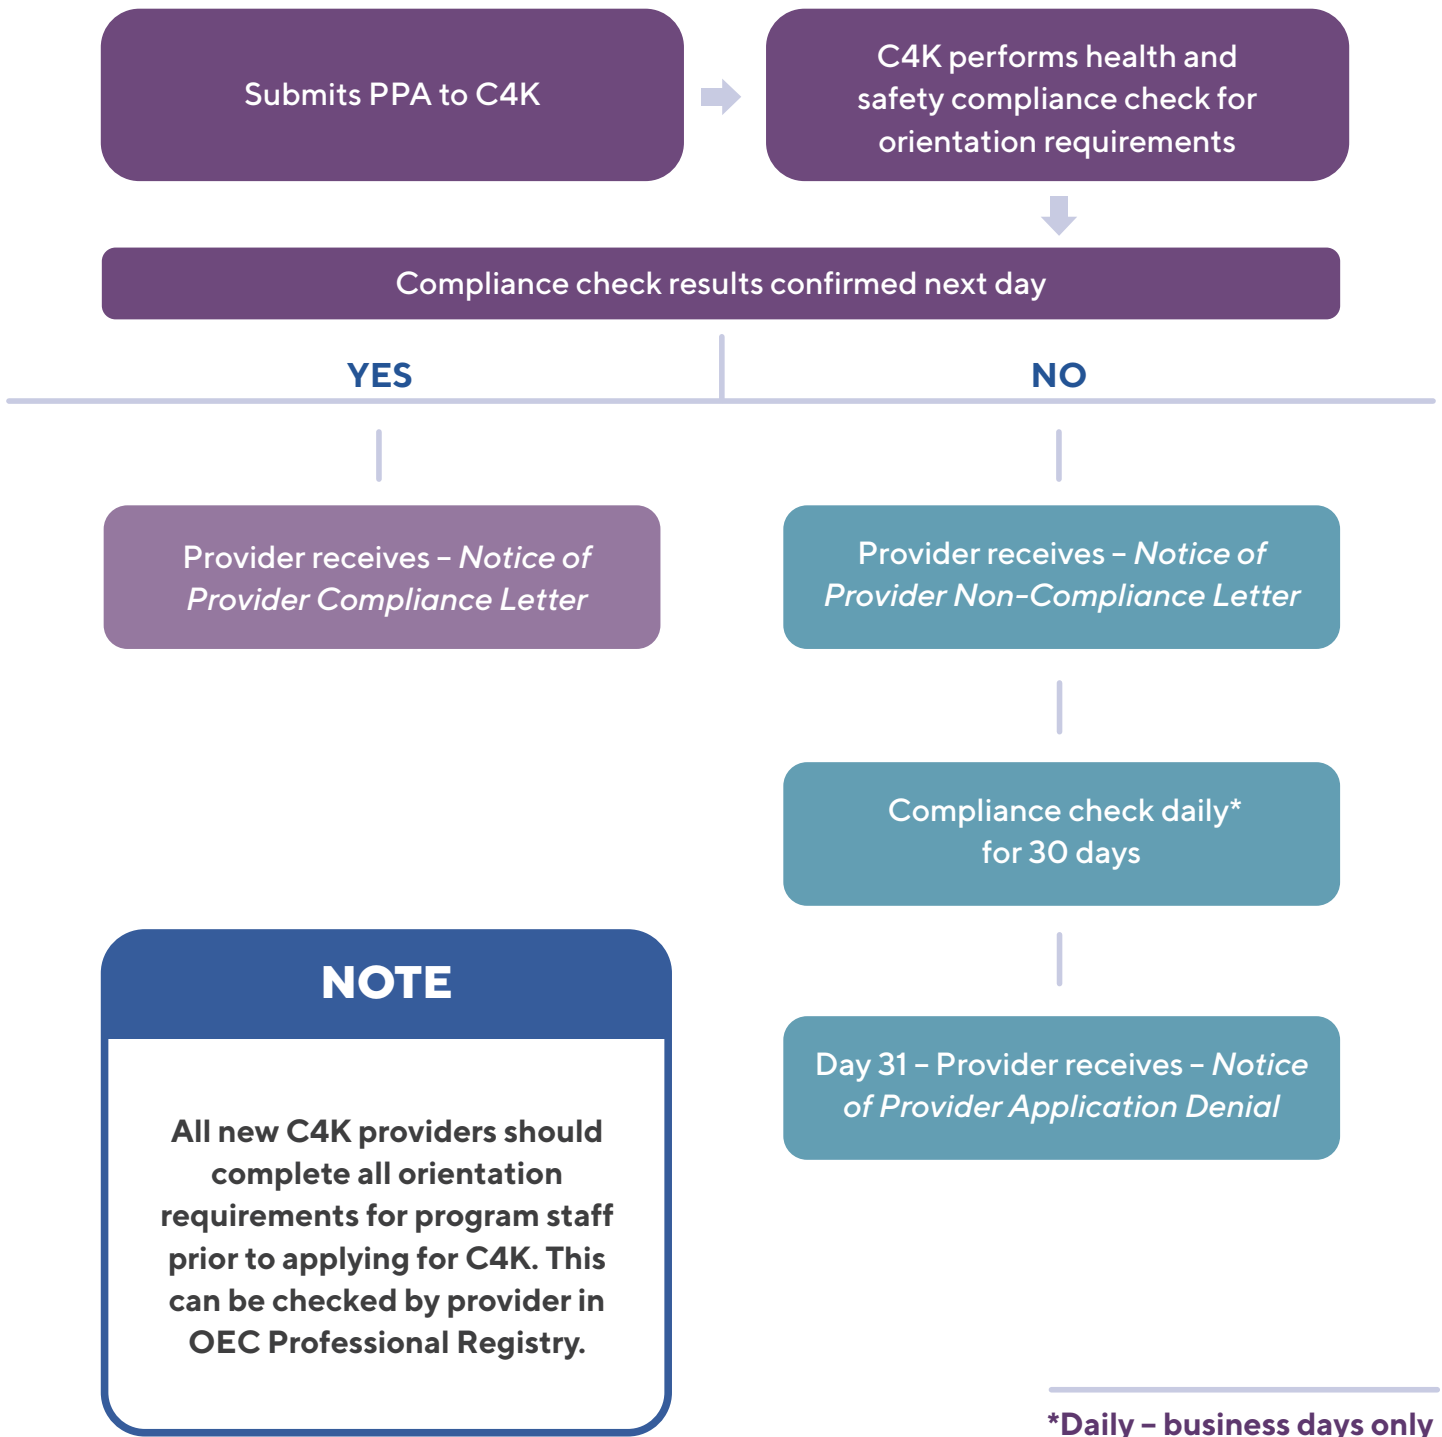 Submits PPA to C4K
C4K performs health and
safety compliance check for
orientation requirements
Compliance check results confirmed next day
YES
NO
Provider receives – Notice of
Provider Compliance Letter
Provider receives – Notice of
Provider Non-Compliance Letter
Compliance check daily*
for 30 days
Day 31 – Provider receives – Notice
of Provider Application Denial
NOTE
All new C4K providers should
complete all orientation
requirements for program staff
prior to applying for C4K. This
can be checked by provider in
OEC Professional Registry.
*Daily – business days only